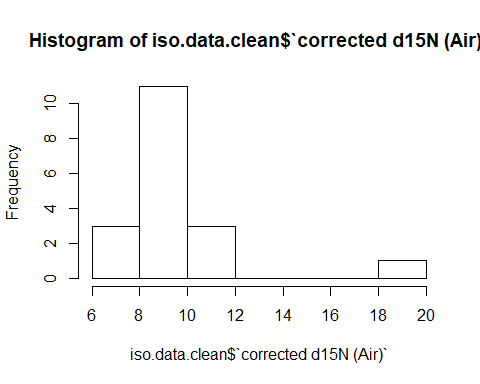 Histogram of iso.data.clean$`corrected d15N (Air)
Frequency
10
8
6
4
2
0
6 8 10 12 14 16 18 20
iso.data.clean$`corrected d15N (Air)`